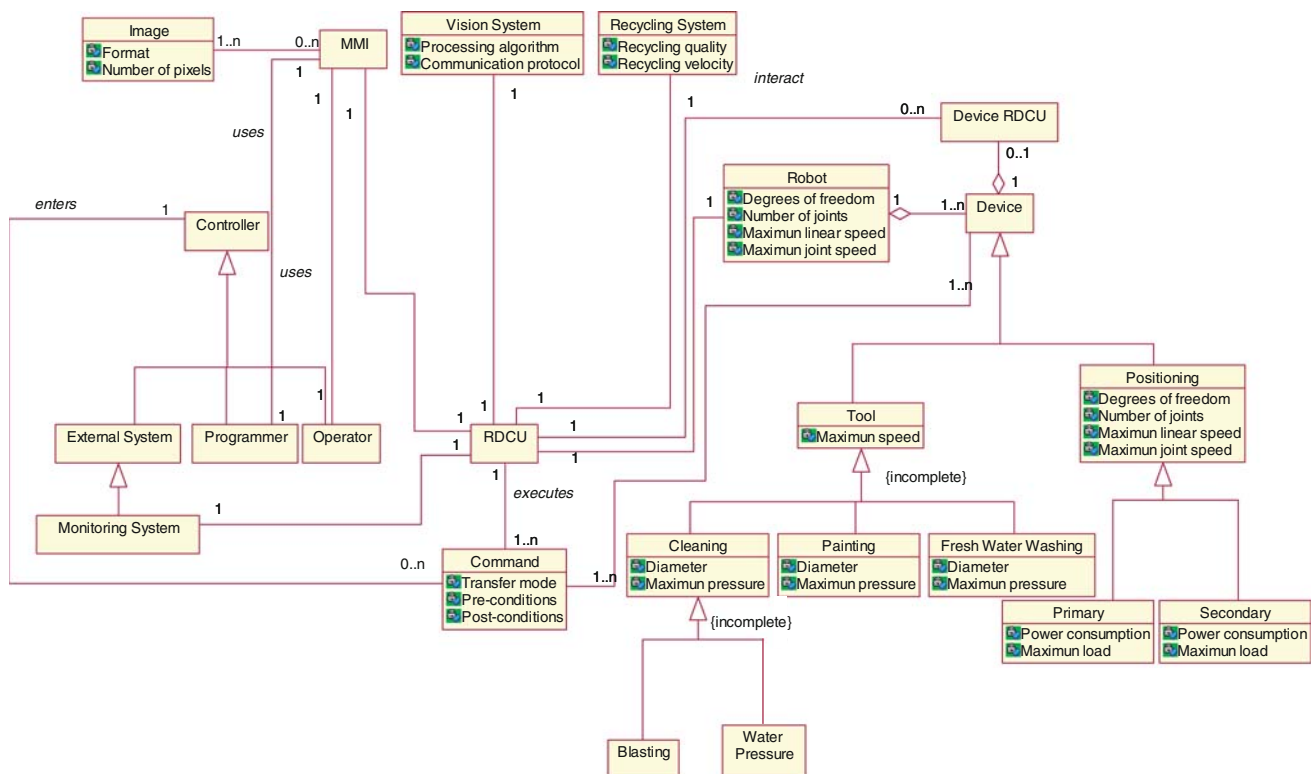 Image
Format
Number of pixels
1..n
0..n
MMI
1
1
1
uses
uses
Vision System
Processing algorithm
Communication protocol
1
Recycling System
Recycling quality
Recycling velocity
interact
1
0..n
Device RDCU
0..1
1
Device
1..n
1
Robot
Degrees of freedom
Number of joints
Maximun linear speed
Maximun joint speed
1
1..n
enters
1
Controller
External System
Programmer
1
Operator
1
Monitoring System
1
RDCU
1
1
1
1
1
1
1
executes
1..n
0..n
Command
Transfer mode
Pre-conditions
Post-conditions
1..n
Tool
Maximun speed
{incomplete}
Positioning
Degrees of freedom
Number of joints
Maximun linear speed
Maximun joint speed
Cleaning
Diameter
Maximun pressure
{incomplete}
Painting
Diameter
Maximun pressure
Fresh Water Washing
Diameter
Maximun pressure
Primary
Power consumption
Maximun load
Secondary
Power consumption
Maximun load
Blasting
Water
Pressure